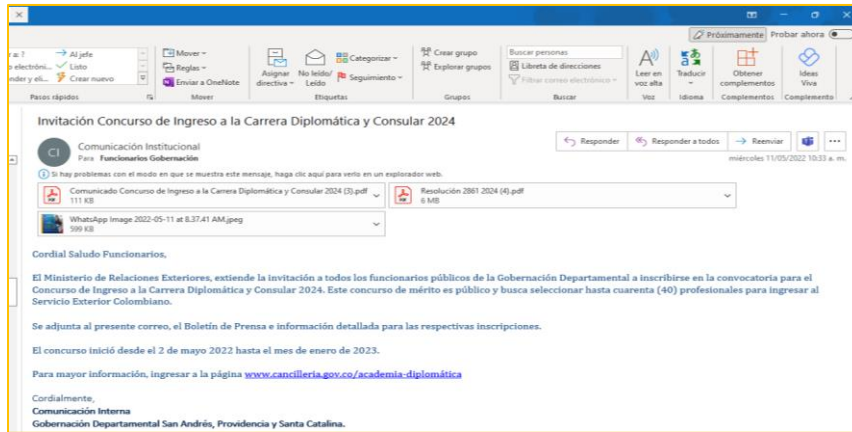 Próximamente Probar ahora
r a: ? Al jefe
o electróni... Listo
nder y eli... Crear nuevo
Pasos rápidos
Mover
Reglas
Enviar a OneNote
Mover
Asignar directiva
No leído/ Leído
Categorizar
Seguimiento
Etiquetas
Crear grupo
Explorar grupos
Grupos
Buscar personas
Libreta de direcciones
Filtrar correo electrónico
Buscar
Leer en voz alta
Voz
Traducir
Idioma
Obtener complementos
Complementos
Ideas Viva
Complemento
Invitación Concurso de Ingreso a la Carrera Diplomática y Consular 2024
CI
Comunicación Institucional
Para Funcionarios Gobernación
Responder Responder a todos Reenviar
miércoles 11/05/2022 10:33 a. m.
Si hay problemas con el modo en que se muestra este mensaje, haga clic aquí para verlo en un explorador web.
Comunicado Concurso de Ingreso a la Carrera Diplomática y Consular 2024 (3).pdf
111 KB
Resolución 2861 2024 (4).pdf
6 MB
WhatsApp Image 2022-05-11 at 8.37.41 AM.jpeg
599 KB
Cordial Saludo Funcionarios,
El Ministerio de Relaciones Exteriores, extiende la invitación a todos los funcionarios públicos de la Gobernación Departamental a inscribirse en la convocatoria para el
Concurso de Ingreso a la Carrera Diplomática y Consular 2024. Este concurso de mérito es público y busca seleccionar hasta cuarenta (40) profesionales para ingresar al
Servicio Exterior Colombiano.
Se adjunta al presente correo, el Boletín de Prensa e información detallada para las respectivas inscripciones.
El concurso inició desde el 2 de mayo 2022 hasta el mes de enero de 2023.
Para mayor información, ingresar a la página www.cancilleria.gov.co/academia-diplomática
Cordialmente,
Comunicación Interna
Gobernación Departamental San Andrés, Providencia y Santa Catalina.